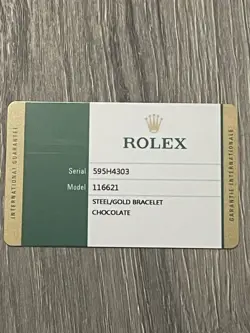 INTERNATIONAL GUARANTEE
ROLEX
Serial 595H4303
Model 116621
STEEL/GOLD BRACELET
CHOCOLATE
GARANTIE INTERNATIONALE